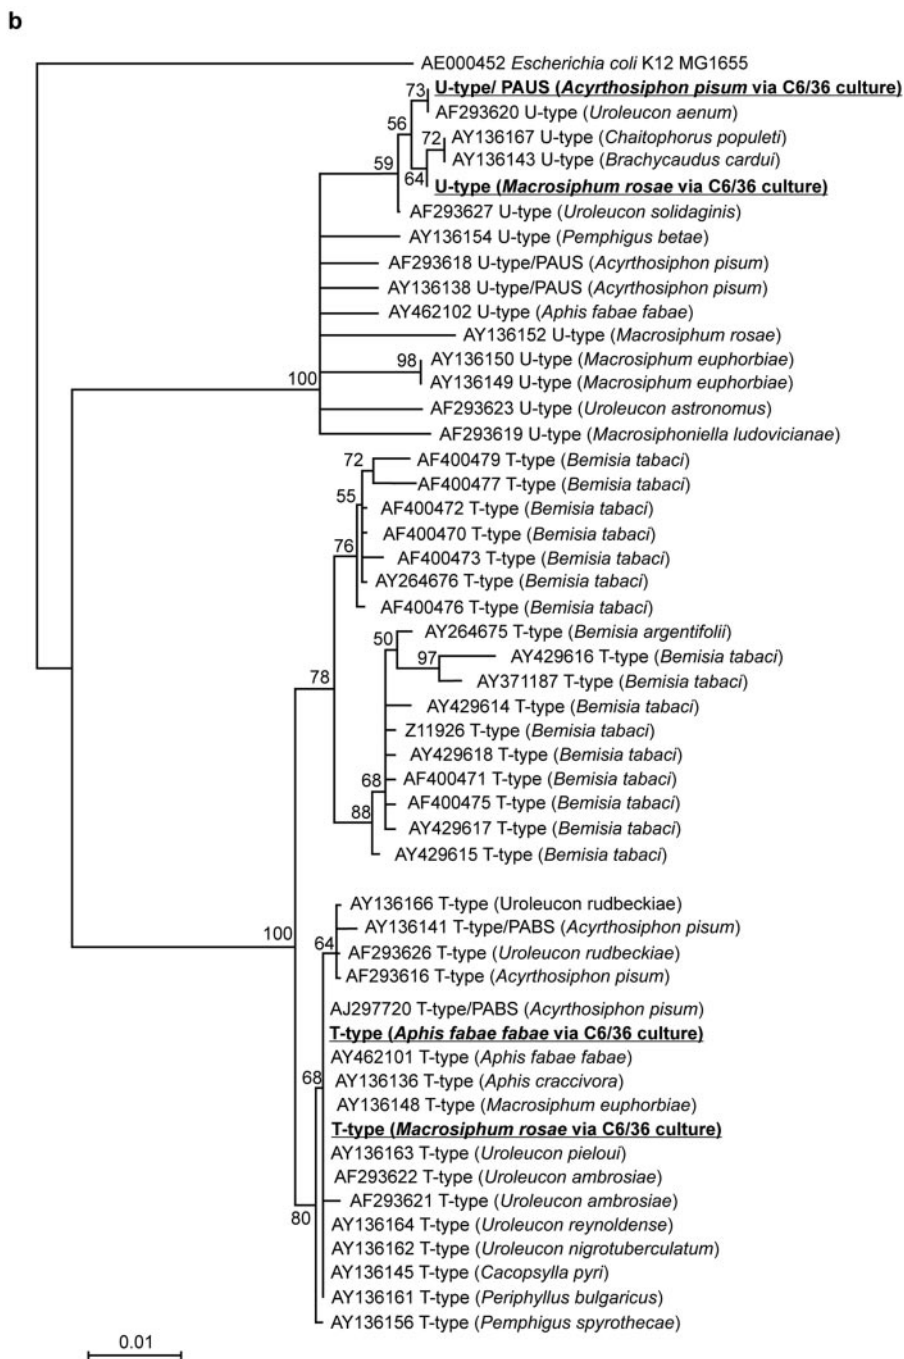 b
AE000452 Escherichia coli K12 MG1655
73
U-type/ PAUS (Acyrthosiphon pisum via C6/36 culture)
AF293620 U-type (Uroleucon aenum)
56
72
AY136167 U-type (Chaitophorus populeti)
AY136143 U-type (Brachycaudus cardui)
59
64
U-type (Macrosiphum rosae via C6/36 culture)
AF293627 U-type (Uroleucon solidaginis)
AY136154 U-type (Pemphigus betae)
AF293618 U-type/PAUS (Acyrthosiphon pisum)
AY136138 U-type/PAUS (Acyrthosiphon pisum)
AY462102 U-type (Aphis fabae fabae)
AY136152 U-type (Macrosiphum rosae)
98
AY136150 U-type (Macrosiphum euphorbiae)
100
AY136149 U-type (Macrosiphum euphorbiae)
AF293623 U-type (Uroleucon astronomus)
AF293619 U-type (Macrosiphoniella ludovicianae)
72
AF400479 T-type (Bemisia tabaci)
AF400477 T-type (Bemisia tabaci)
55
AF400472 T-type (Bemisia tabaci)
AF400470 T-type (Bemisia tabaci)
76
AF400473 T-type (Bemisia tabaci)
AY264676 T-type (Bemisia tabaci)
AF400476 T-type (Bemisia tabaci)
50
AY264675 T-type (Bemisia argentifolii)
97
AY429616 T-type (Bemisia tabaci)
78
AY371187 T-type (Bemisia tabaci)
AY429614 T-type (Bemisia tabaci)
Z11926 T-type (Bemisia tabaci)
AY429618 T-type (Bemisia tabaci)
68
AF400471 T-type (Bemisia tabaci)
AF400475 T-type (Bemisia tabaci)
88
AY429617 T-type (Bemisia tabaci)
AY429615 T-type (Bemisia tabaci)
AY136166 T-type (Uroleucon rudbeckiae)
AY136141 T-type/PABS (Acyrthosiphon pisum)
100
64
AF293626 T-type (Uroleucon rudbeckiae)
AF293616 T-type (Acyrthosiphon pisum)
AJ297720 T-type/PABS (Acyrthosiphon pisum)
T-type (Aphis fabae fabae via C6/36 culture)
AY462101 T-type (Aphis fabae fabae)
68
AY136136 T-type (Aphis craccivora)
AY136148 T-type (Macrosiphum euphorbiae)
T-type (Macrosiphum rosae via C6/36 culture)
AY136163 T-type (Uroleucon pieloui)
AF293622 T-type (Uroleucon ambrosiae)
AF293621 T-type (Uroleucon ambrosiae)
80
AY136164 T-type (Uroleucon reynoldense)
AY136162 T-type (Uroleucon nigrotuberculatum)
AY136145 T-type (Cacopsylla pyri)
AY136161 T-type (Periphyllus bulgaricus)
AY136156 T-type (Pemphigus spyrothecae)
0.01